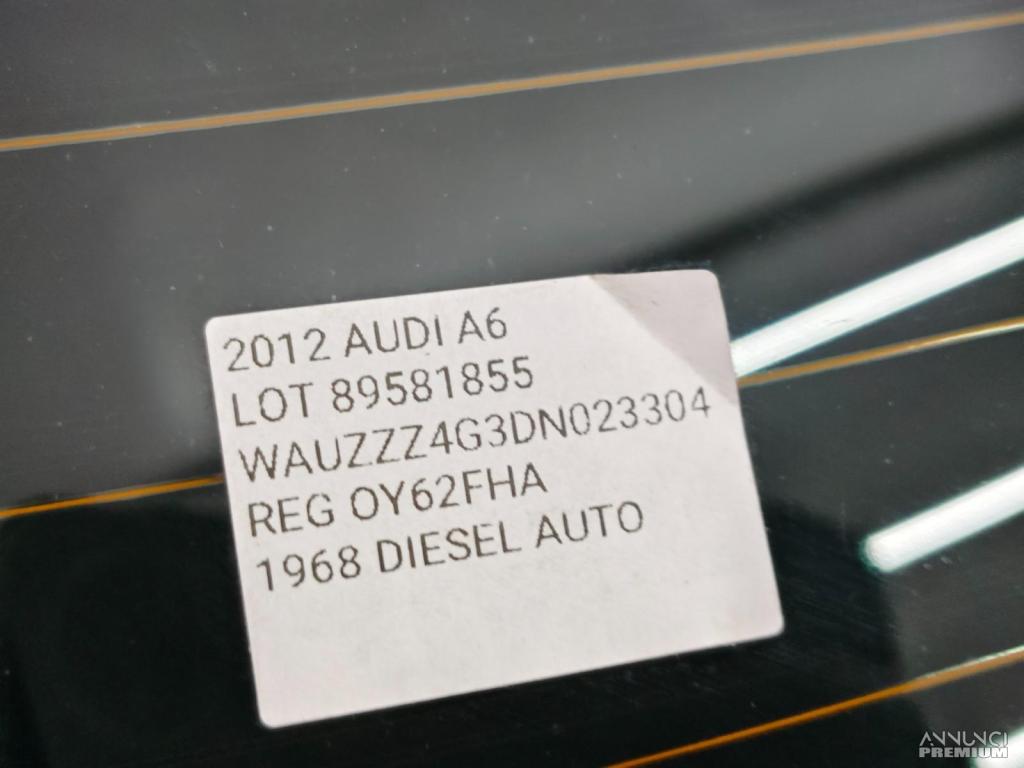 2012 AUDI A6
LOT 89581855
WAUZZZ4G3DN023304
REG OY62FHA
1968 DIESEL AUTO
ANNUNCI
PREMIUM